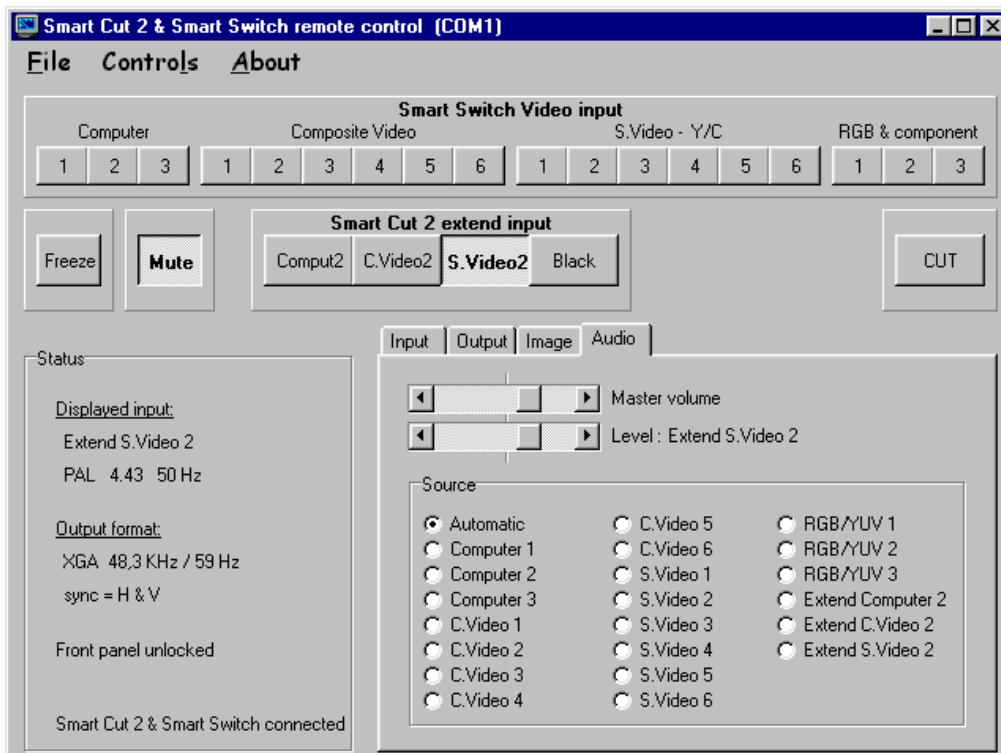 Smart Cut 2 & Smart Switch remote control (COM1)
File Controls About
Smart Switch Video input
Computer Composite Video S.Video - Y/C RGB & component
1 2 3 1 2 3 4 5 6 1 2 3 4 5 6 1 2 3
Smart Cut 2 extend input
Freeze Mute Comput2 C.Video2 S.Video2 Black CUT
Input Output Image Audio
Status
Displayed input:
Extend S.Video 2
PAL 4.43 50 Hz
Output format:
XGA 48,3 KHz / 59 Hz
sync = H & V
Front panel unlocked
Smart Cut 2 & Smart Switch connected
Master volume
Level : Extend S.Video 2
Source
Automatic
Computer 1
Computer 2
Computer 3
C.Video 1
C.Video 2
C.Video 3
C.Video 4
C.Video 5
C.Video 6
S.Video 1
S.Video 2
S.Video 3
S.Video 4
S.Video 5
S.Video 6
RGB/YUV 1
RGB/YUV 2
RGB/YUV 3
Extend Computer 2
Extend C.Video 2
Extend S.Video 2